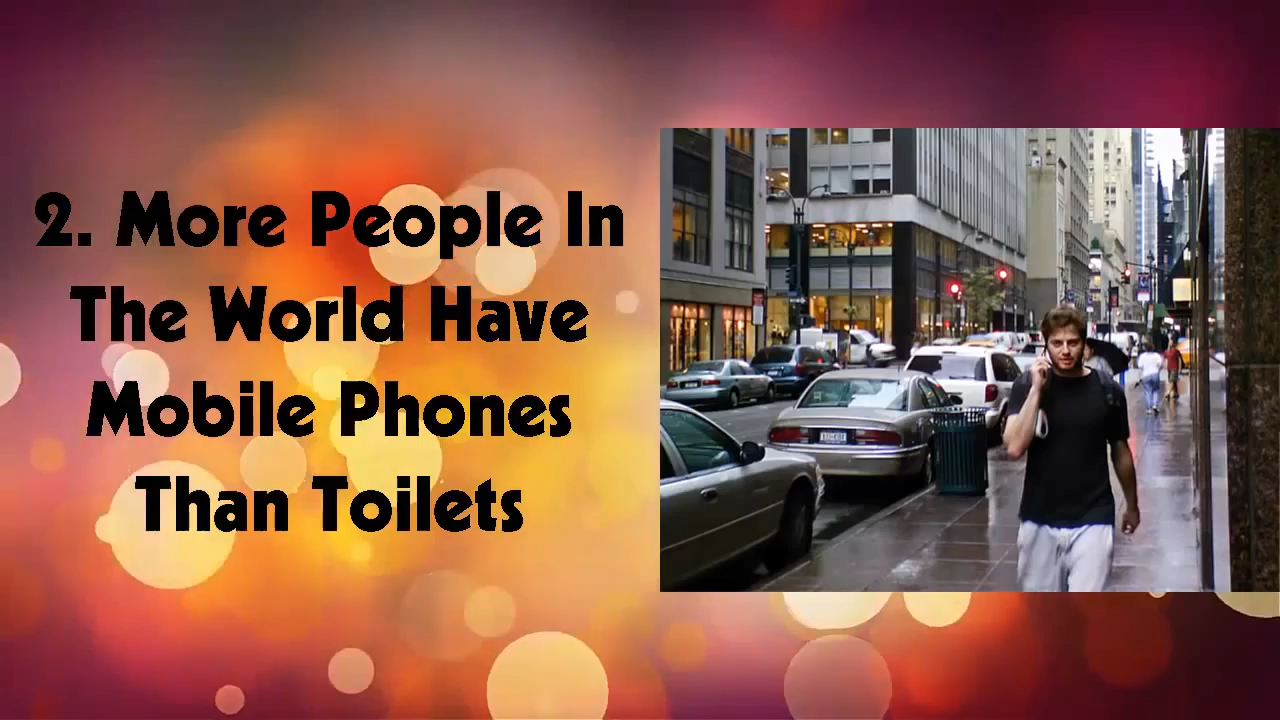 2. More People In
The World Have
Mobile Phones
Than Toilets